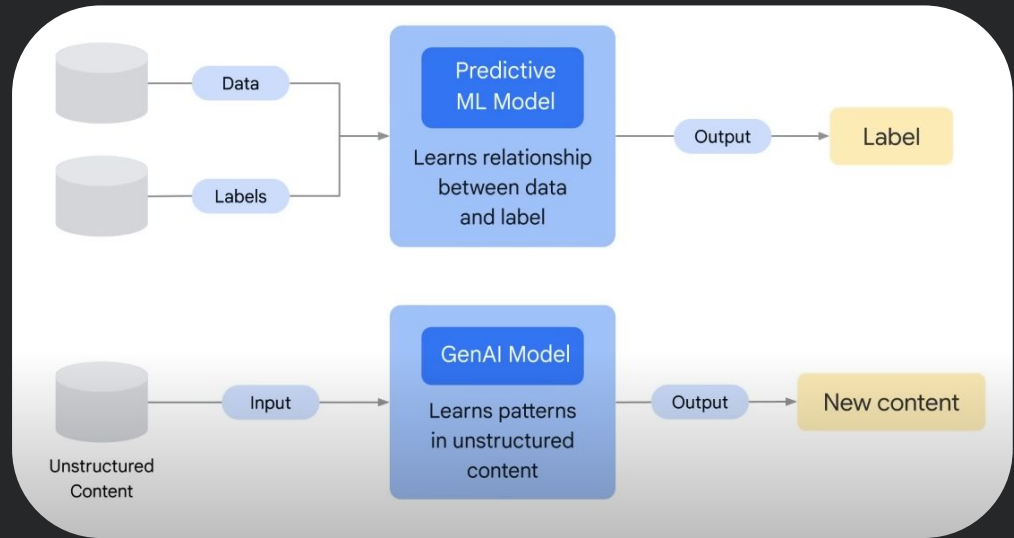 Data
Labels
Predictive
ML Model
Learns relationship
between data
and label
Output
Label
Unstructured
Content
Input
GenAI Model
Learns patterns
in unstructured
content
Output
New content